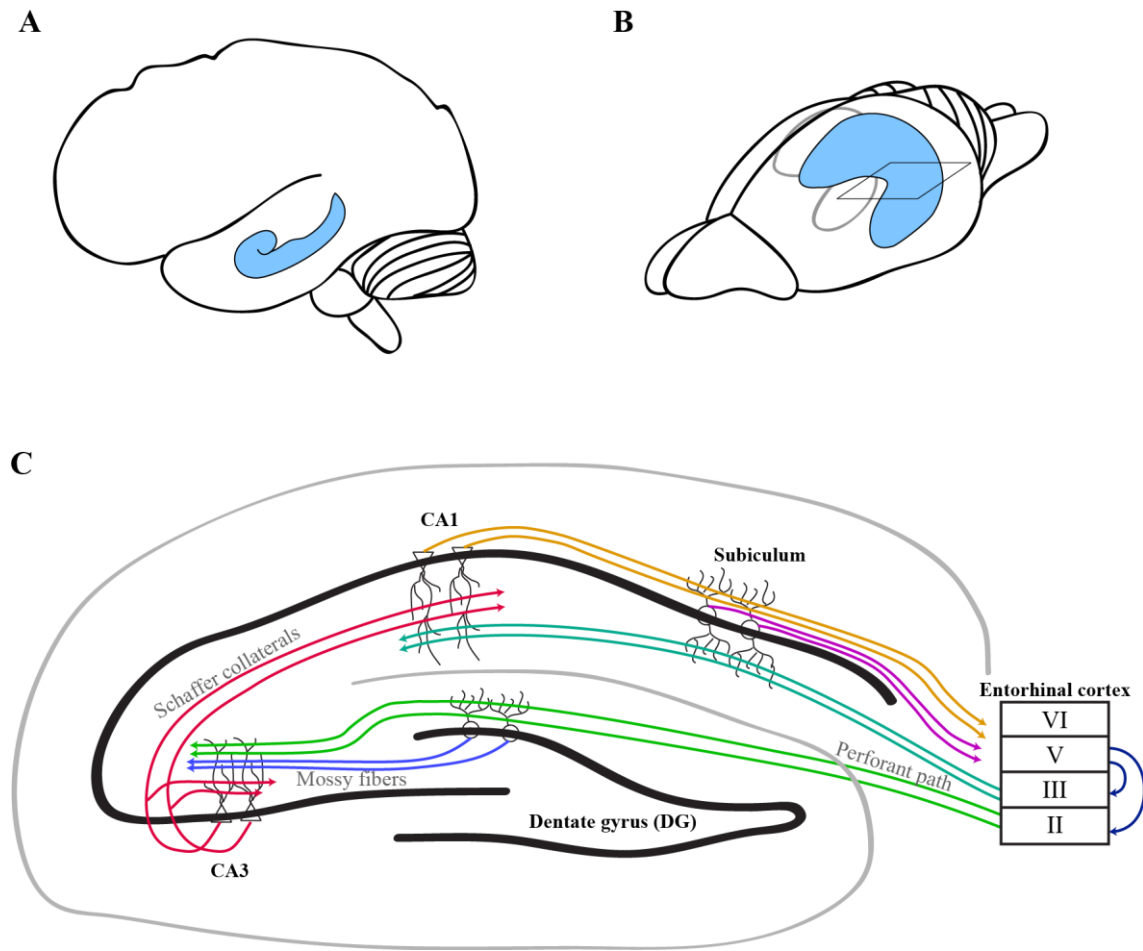 A
B
C
CA1
Subiculum
Schaffer collaterals
Entorhinal cortex
VI
V
III
II
Perforant path
Mossy fibers
Dentate gyrus (DG)
CA3